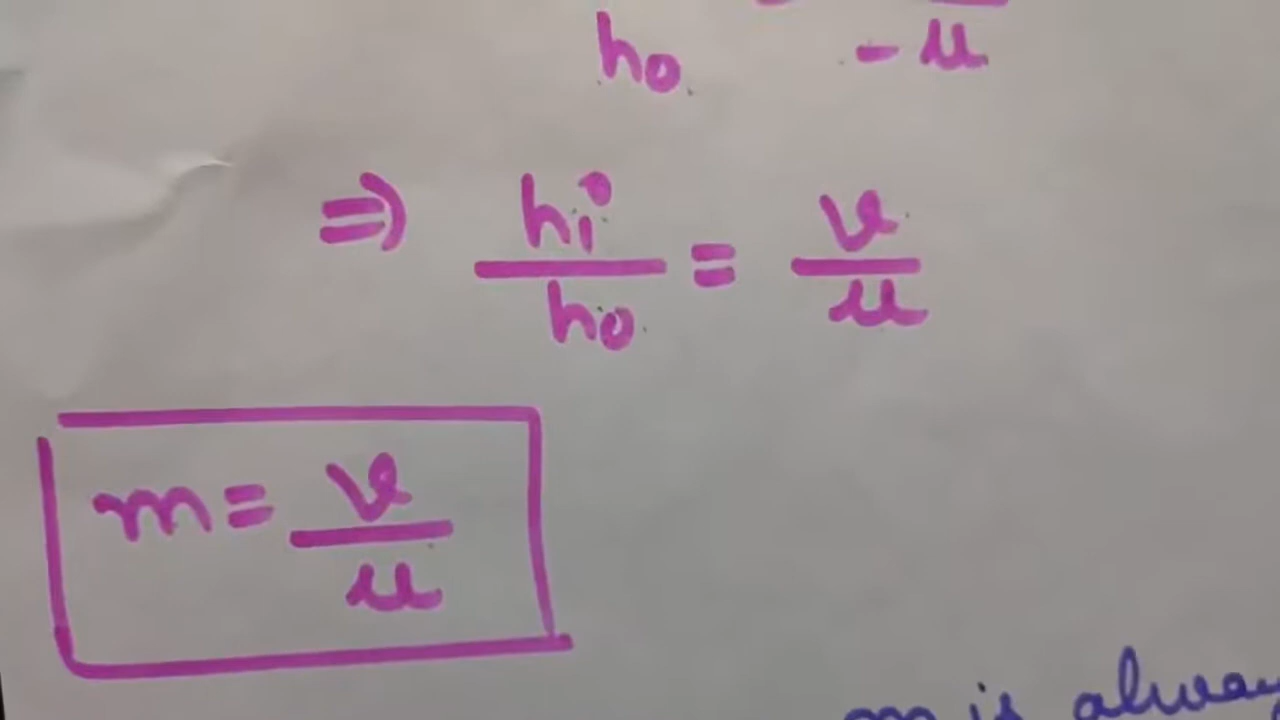 h₀ - u
⇒ hᵢ/h₀ = v/u
m = v/u
m is alway